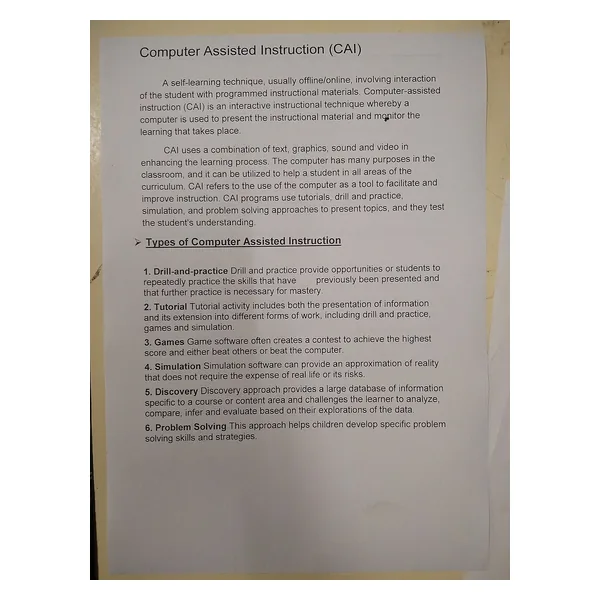 Computer Assisted Instruction (CAI)
A self-learning technique, usually offline/online, involving interaction
of the student with programmed instructional materials. Computer-assisted
instruction (CAI) is an interactive instructional technique whereby a
computer is used to present the instructional material and monitor the
learning that takes place.
CAI uses a combination of text, graphics, sound and video in
enhancing the learning process. The computer has many purposes in the
classroom, and it can be utilized to help a student in all areas of the
curriculum. CAI refers to the use of the computer as a tool to facilitate and
improve instruction. CAI programs use tutorials, drill and practice,
simulation, and problem solving approaches to present topics, and they test
the student's understanding.
➢ Types of Computer Assisted Instruction
1. Drill-and-practice Drill and practice provide opportunities or students to
repeatedly practice the skills that have previously been presented and
that further practice is necessary for mastery.
2. Tutorial Tutorial activity includes both the presentation of information
and its extension into different forms of work, including drill and practice,
games and simulation.
3. Games Game software often creates a contest to achieve the highest
score and either beat others or beat the computer.
4. Simulation Simulation software can provide an approximation of reality
that does not require the expense of real life or its risks.
5. Discovery Discovery approach provides a large database of information
specific to a course or content area and challenges the learner to analyze,
compare, infer and evaluate based on their explorations of the data.
6. Problem Solving This approach helps children develop specific problem
solving skills and strategies.